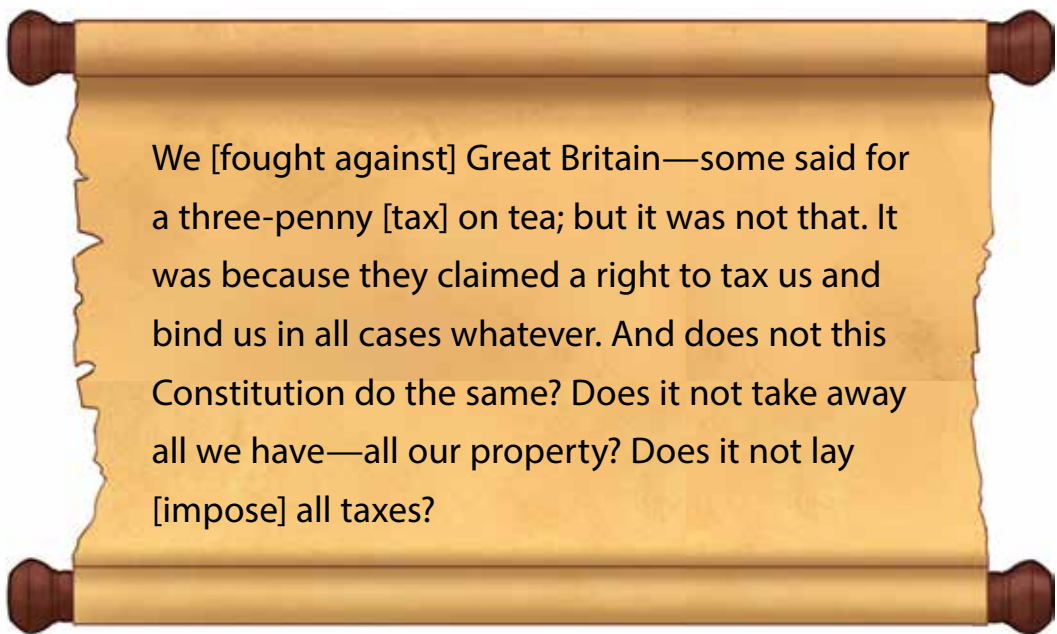 We [fought against] Great Britain—some said for
a three-penny [tax] on tea; but it was not that. It
was because they claimed a right to tax us and
bind us in all cases whatever. And does not this
Constitution do the same? Does it not take away
all we have—all our property? Does it not lay
[impose] all taxes?